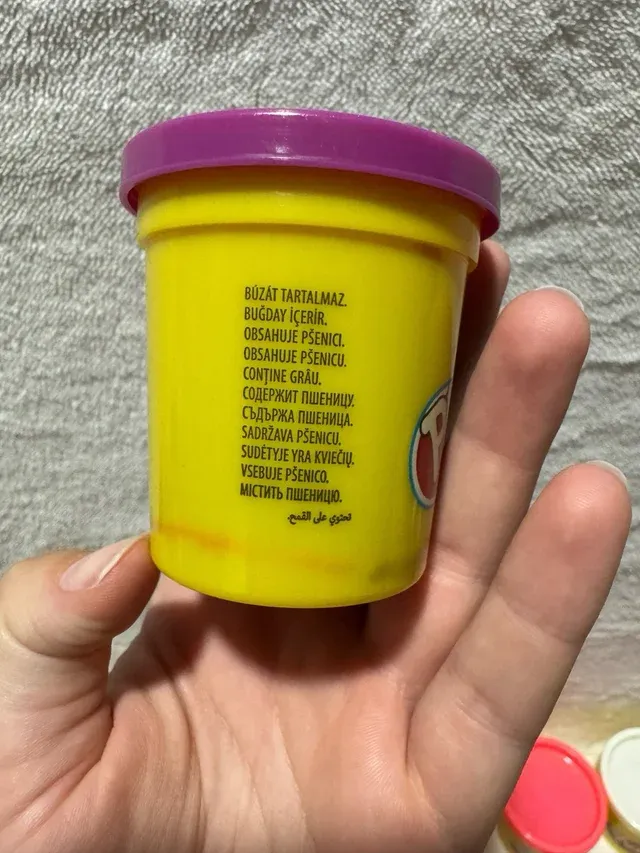 BÚZÁT TARTALMAZ.
BUĞDAY İÇERİR.
OBSAHUJE PŠENICI.
OBSAHUJE PŠENICU.
CONŢINE GRÂU.
СОДЕРЖИТ ПШЕНИЦУ.
СЪДЪРЖА ПШЕНИЦА.
SADRŽAVA PŠENICU.
SUDĖTYJE YRA KVIEČIŲ.
VSEBUJE PŠENICO.
МІСТИТЬ ПШЕНИЦЮ.
تحتوي على القمح.
P